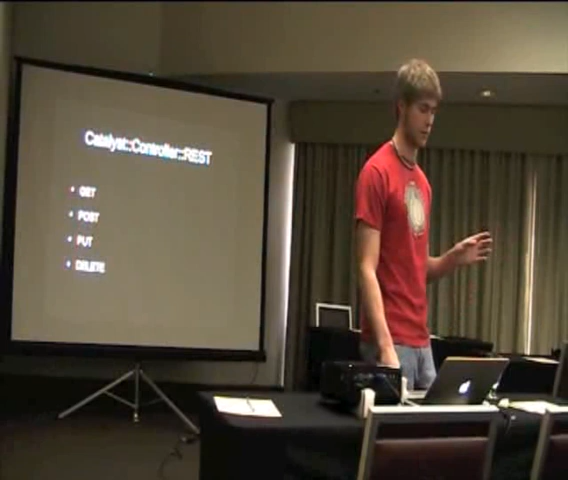 Catalyst::Controller::REST
GET
POST
PUT
DELETE